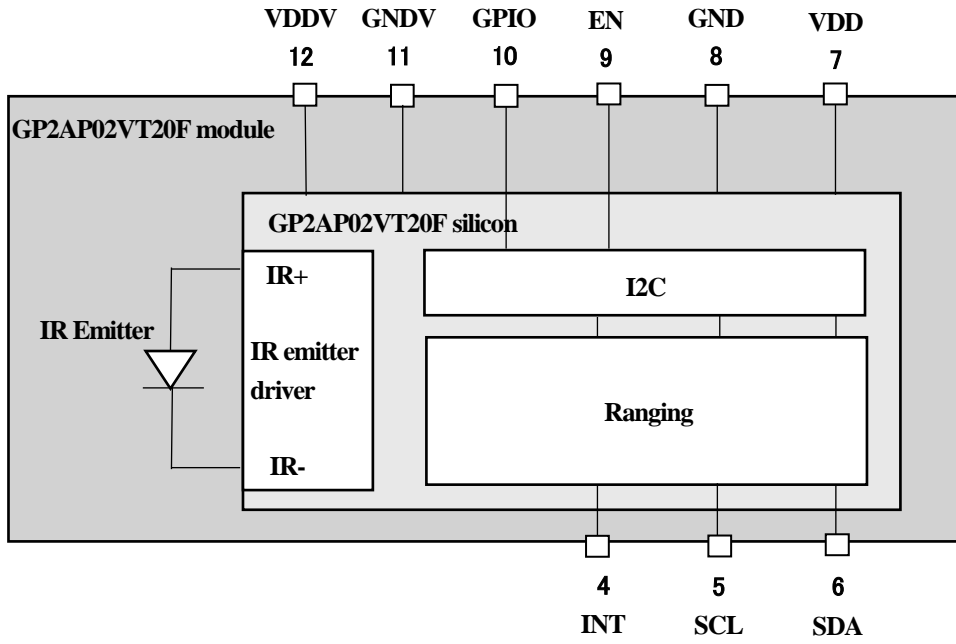 VDDV GNDV GPIO EN GND VDD
12 11 10 9 8 7
GP2AP02VT20F module
GP2AP02VT20F silicon
IR+
I2C
IR Emitter
IR emitter
driver
Ranging
IR-
4 5 6
INT SCL SDA